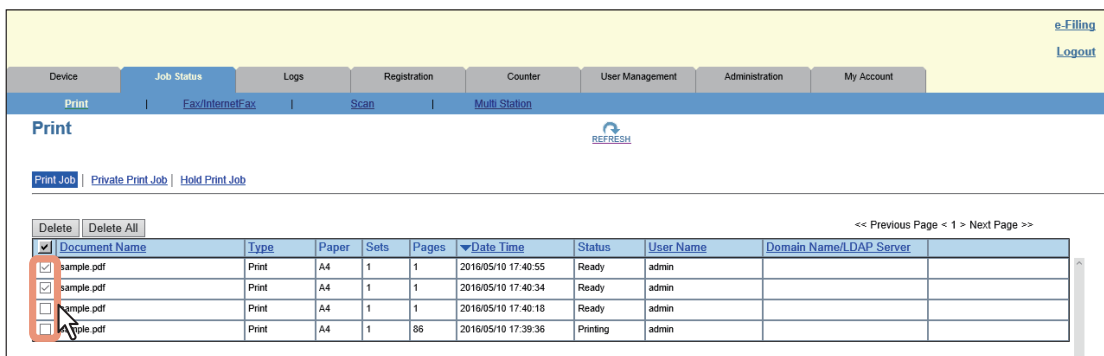 e-Filing
Logout
Device Job Status Logs Registration Counter User Management Administration My Account
Print | Fax/InternetFax | Scan | Multi Station
Print
REFRESH
Print Job | Private Print Job | Hold Print Job
Delete Delete All << Previous Page < 1 > Next Page >>
Document Name Type Paper Sets Pages Date Time Status User Name Domain Name/LDAP Server
sample.pdf Print A4 1 1 2016/05/10 17:40:55 Ready admin
sample.pdf Print A4 1 1 2016/05/10 17:40:34 Ready admin
sample.pdf Print A4 1 1 2016/05/10 17:40:18 Ready admin
sample.pdf Print A4 1 86 2016/05/10 17:39:36 Printing admin